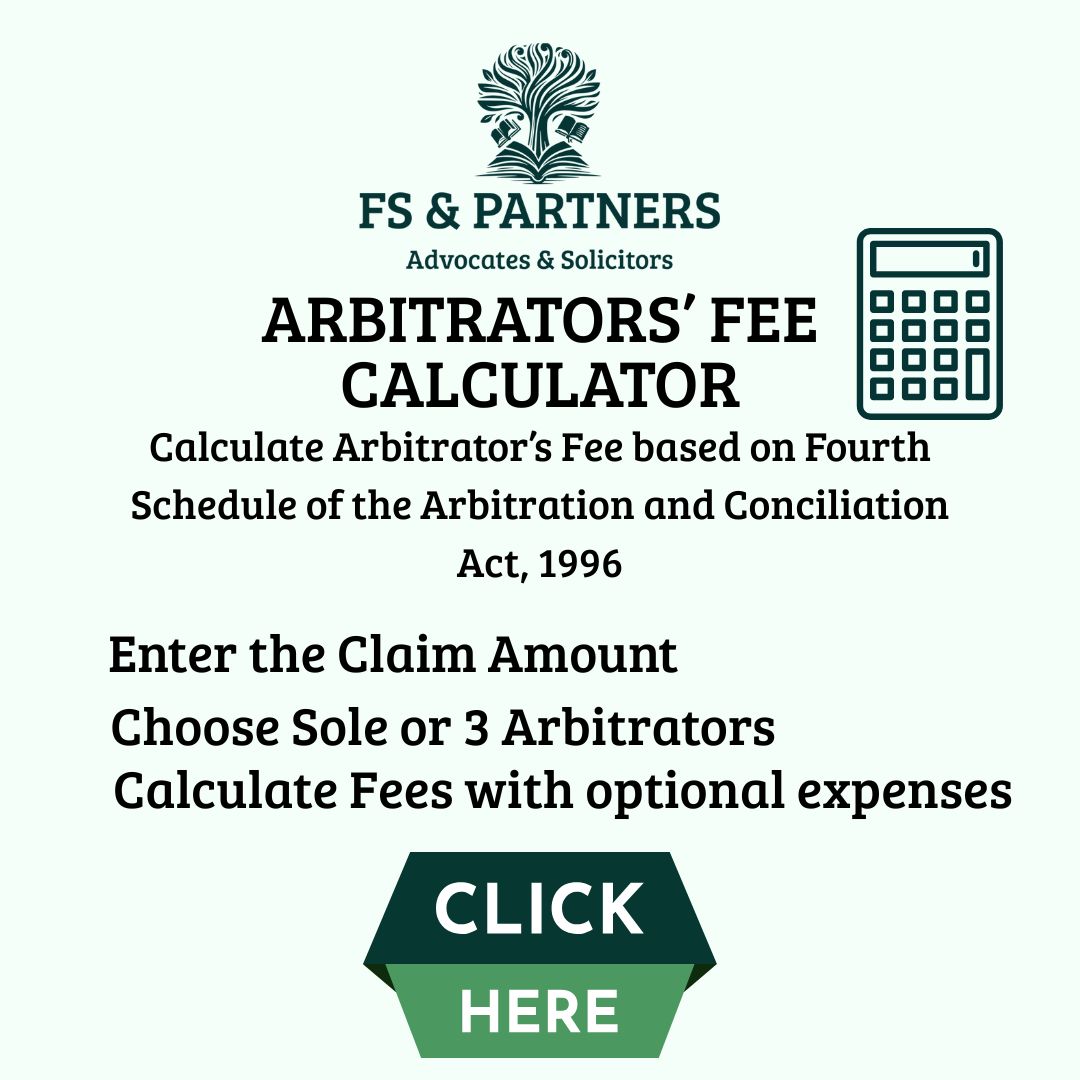 FS & PARTNERS
Advocates & Solicitors
ARBITRATORS’ FEE
CALCULATOR
Calculate Arbitrator’s Fee based on Fourth
Schedule of the Arbitration and Conciliation
Act, 1996
Enter the Claim Amount
Choose Sole or 3 Arbitrators
Calculate Fees with optional expenses
CLICK
HERE